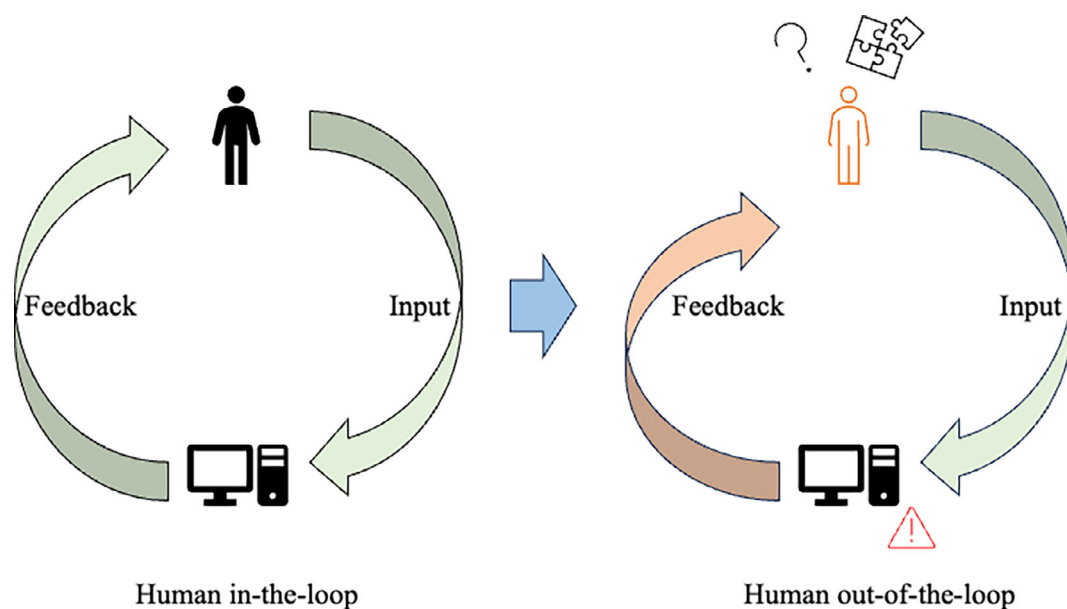 Feedback
Input
Feedback
Input
Human in-the-loop
Human out-of-the-loop